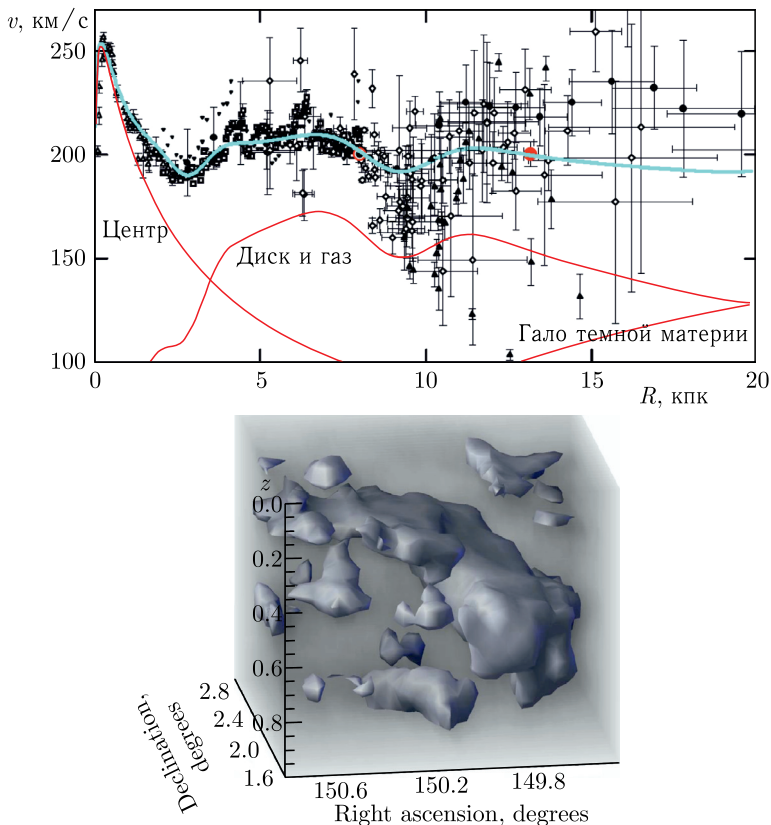 v, км/с
250
200
150
100
Центр
Диск и газ
Гало темной материи
0 5 10 15 20
R, кпк
z
0.0
0.2
0.4
0.6
0.8
2.8
2.4
2.0
1.6
Declination,
degrees
150.6 150.2 149.8
Right ascension, degrees